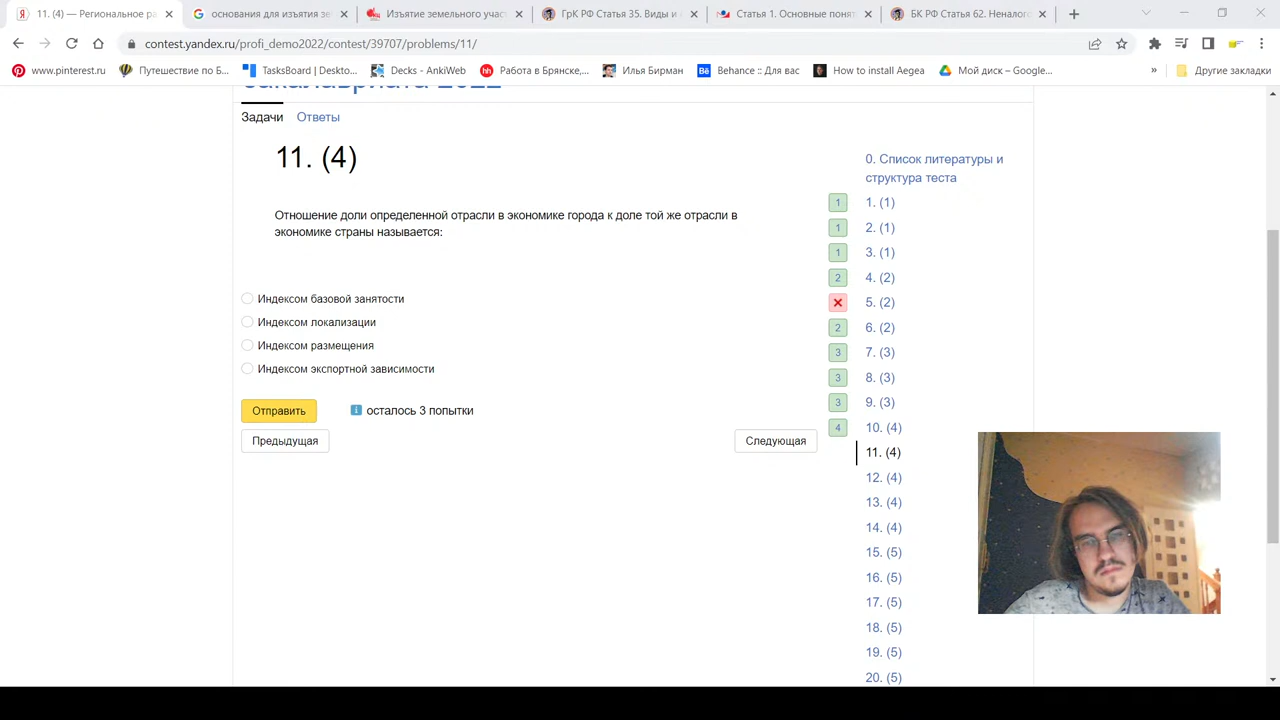 11. (4) — Региональное ра
основания для изъятия зе
Изъятие земельного учас
ГрК РФ Статья 35. Виды и
Статья 1. Основные понят
БК РФ Статья 62. Неналог
contest.yandex.ru/profi_demo2022/contest/39707/problems/11/
www.pinterest.ru
Путешествие по Б...
TasksBoard | Deskto...
Decks - AnkiWeb
Работа в Брянске,...
Илья Бирман
Behance :: Для вас
How to install Aegea
Мой диск – Google...
»
Другие закладки
бакалавриата 2022
Задачи Ответы
11. (4)
Отношение доли определенной отрасли в экономике города к доле той же отрасли в
экономике страны называется:
Индексом базовой занятости
Индексом локализации
Индексом размещения
Индексом экспортной зависимости
Отправить
осталось 3 попытки
Предыдущая
Следующая
0. Список литературы и
структура теста
1 1. (1)
1 2. (1)
1 3. (1)
2 4. (2)
5. (2)
2 6. (2)
3 7. (3)
3 8. (3)
3 9. (3)
4 10. (4)
11. (4)
12. (4)
13. (4)
14. (4)
15. (5)
16. (5)
17. (5)
18. (5)
19. (5)
20. (5)